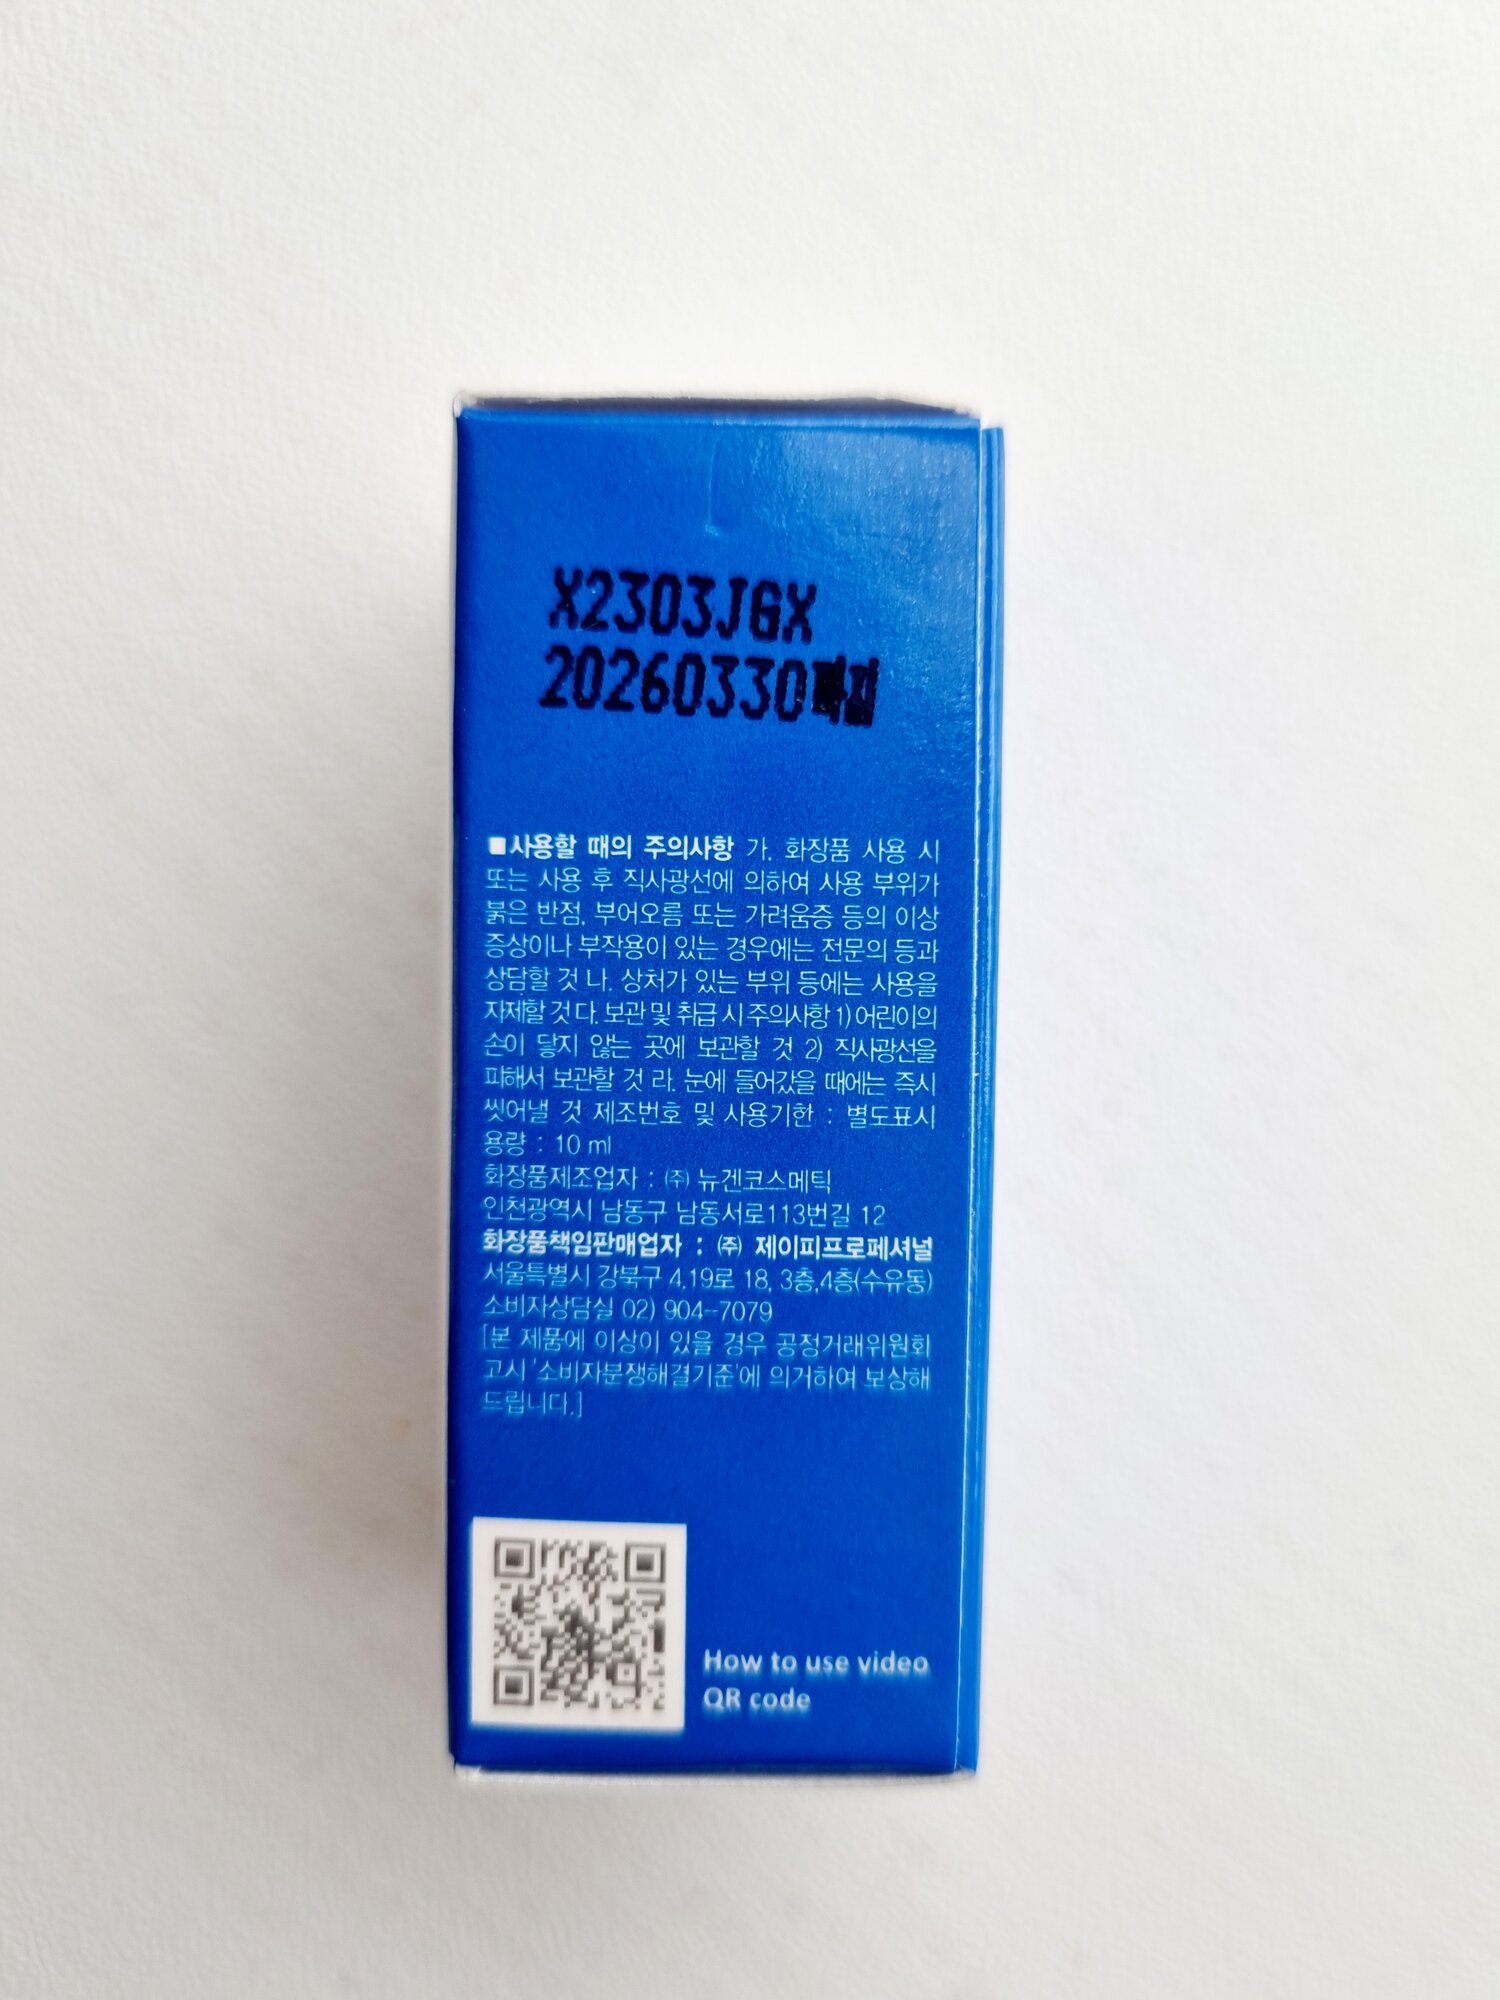 X2303JGX
20260330까지
■사용할 때의 주의사항 가. 화장품 사용 시
또는 사용 후 직사광선에 의하여 사용 부위가
붉은 반점, 부어오름 또는 가려움증 등의 이상
증상이나 부작용이 있는 경우에는 전문의 등과
상담할 것 나. 상처가 있는 부위 등에는 사용을
자제할 것 다. 보관 및 취급 시 주의사항 1) 어린이의
손이 닿지 않는 곳에 보관할 것 2) 직사광선을
피해서 보관할 것 라. 눈에 들어갔을 때에는 즉시
씻어낼 것 제조번호 및 사용기한 : 별도표시
용량 : 10 ml
화장품제조업자 : ㈜ 뉴겐코스메틱
인천광역시 남동구 남동서로113번길 12
화장품책임판매업자 : ㈜ 제이피프로페셔널
서울특별시 강북구 4.19로 18, 3층,4층(수유동)
소비자상담실 02) 904-7079
[본 제품에 이상이 있을 경우 공정거래위원회
고시 '소비자분쟁해결기준'에 의거하여 보상해
드립니다.]
How to use video
QR code